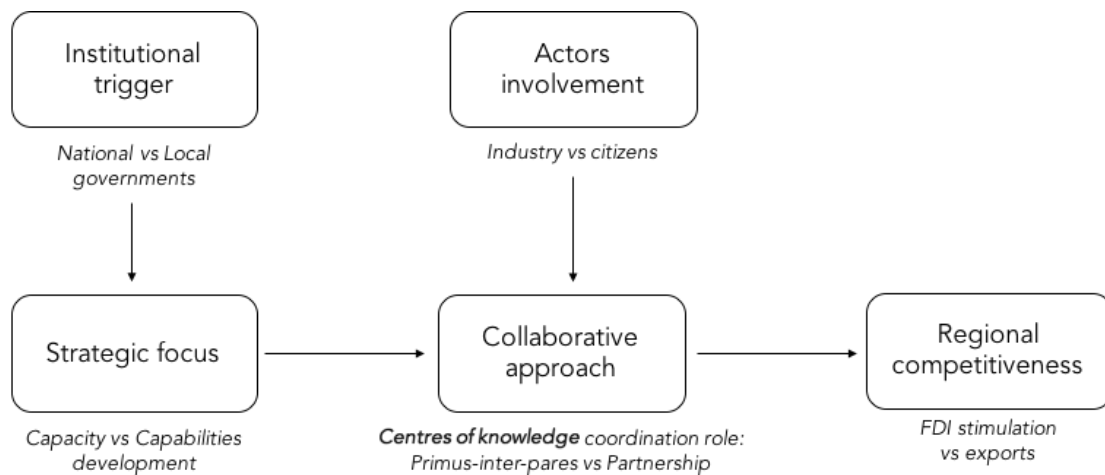 Institutional
trigger
National vs Local
governments
Actors
involvement
Industry vs citizens
Strategic focus
Capacity vs Capabilities
development
Collaborative
approach
Centres of knowledge coordination role:
Primus-inter-pares vs Partnership
Regional
competitiveness
FDI stimulation
vs exports